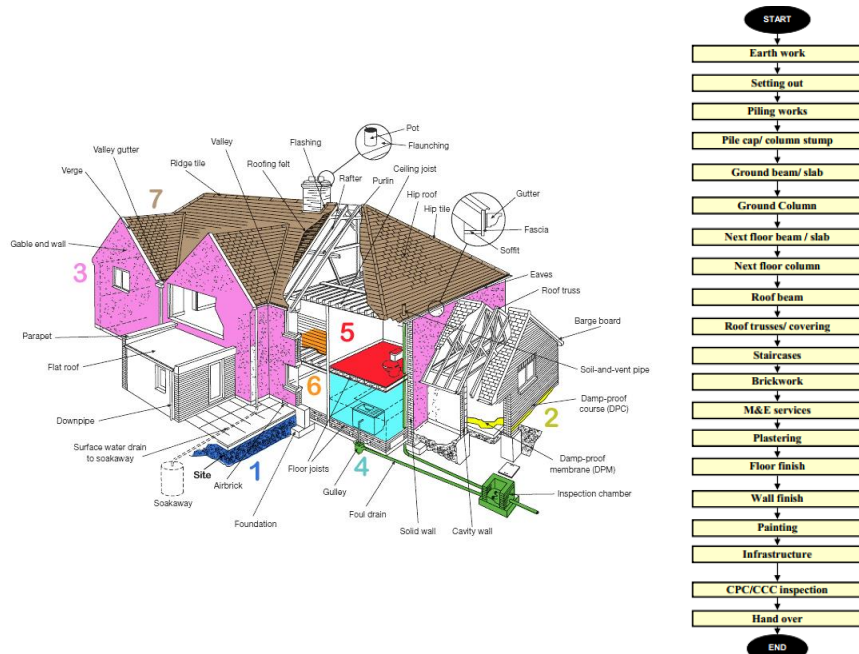 Pot
Flaunching
Flashing
Ceiling joist
Valley
Roofing felt
Rafter
Purlin
Valley gutter
Ridge tile
Hip roof
Hip tile
Gutter
Verge
7
Fascia
Soffit
Gable end wall
3
Eaves
Roof truss
Parapet
5
Barge board
Flat roof
6
Soil-and-vent pipe
Damp-proof
course (DPC)
2
Downpipe
Surface water drain
to soakaway
Site
1
Airbrick
Floor joists
4
Damp-proof
membrane (DPM)
Soakaway
Gulley
Inspection chamber
Foundation
Foul drain
Solid wall
Cavity wall
START
Earth work
Setting out
Piling works
Pile cap/ column stump
Ground beam/ slab
Ground Column
Next floor beam / slab
Next floor column
Roof beam
Roof trusses/ covering
Staircases
Brickwork
M&E services
Plastering
Floor finish
Wall finish
Painting
Infrastructure
CPC/CCC inspection
Hand over
END